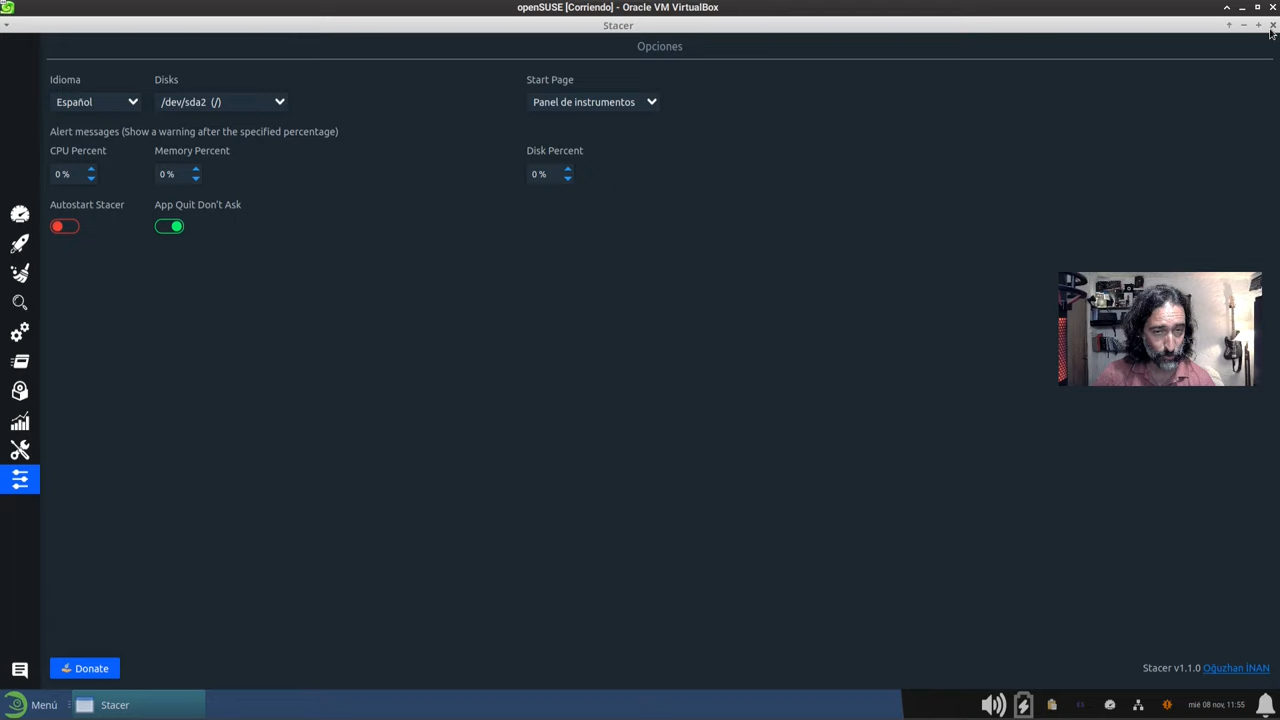 openSUSE [Corriendo] - Oracle VM VirtualBox
Stacer
Opciones
Idioma Disks Start Page
Español /dev/sda2 (/) Panel de instrumentos
Alert messages (Show a warning after the specified percentage)
CPU Percent Memory Percent Disk Percent
0 % 0 % 0 %
Autostart Stacer App Quit Don't Ask
Donate
Stacer v1.1.0 Oğuzhan İNAN
Menú Stacer mié 08 nov, 11:55